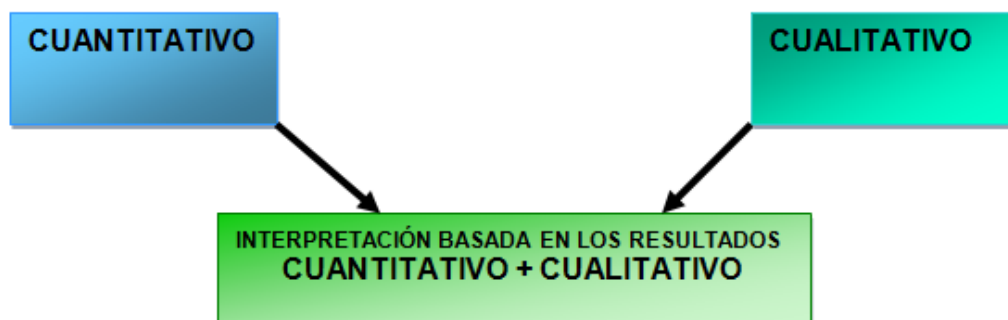 CUANTITATIVO
CUALITATIVO
INTERPRETACIÓN BASADA EN LOS RESULTADOS
CUANTITATIVO + CUALITATIVO